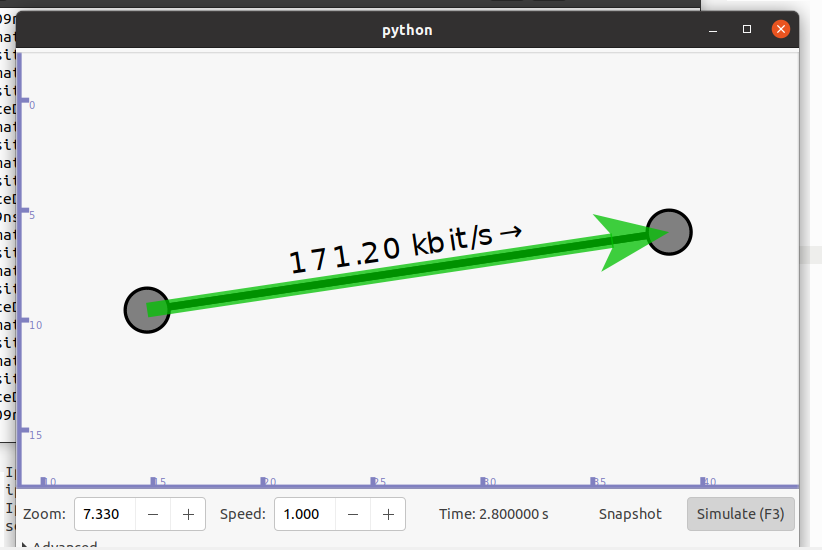 python
0
5
171.20 kbit/s→
10
15
10 15 20 25 30 35 40
Zoom: 7.330 − + Speed: 1.000 − + Time: 2.800000 s Snapshot Simulate (F3)
Advanced